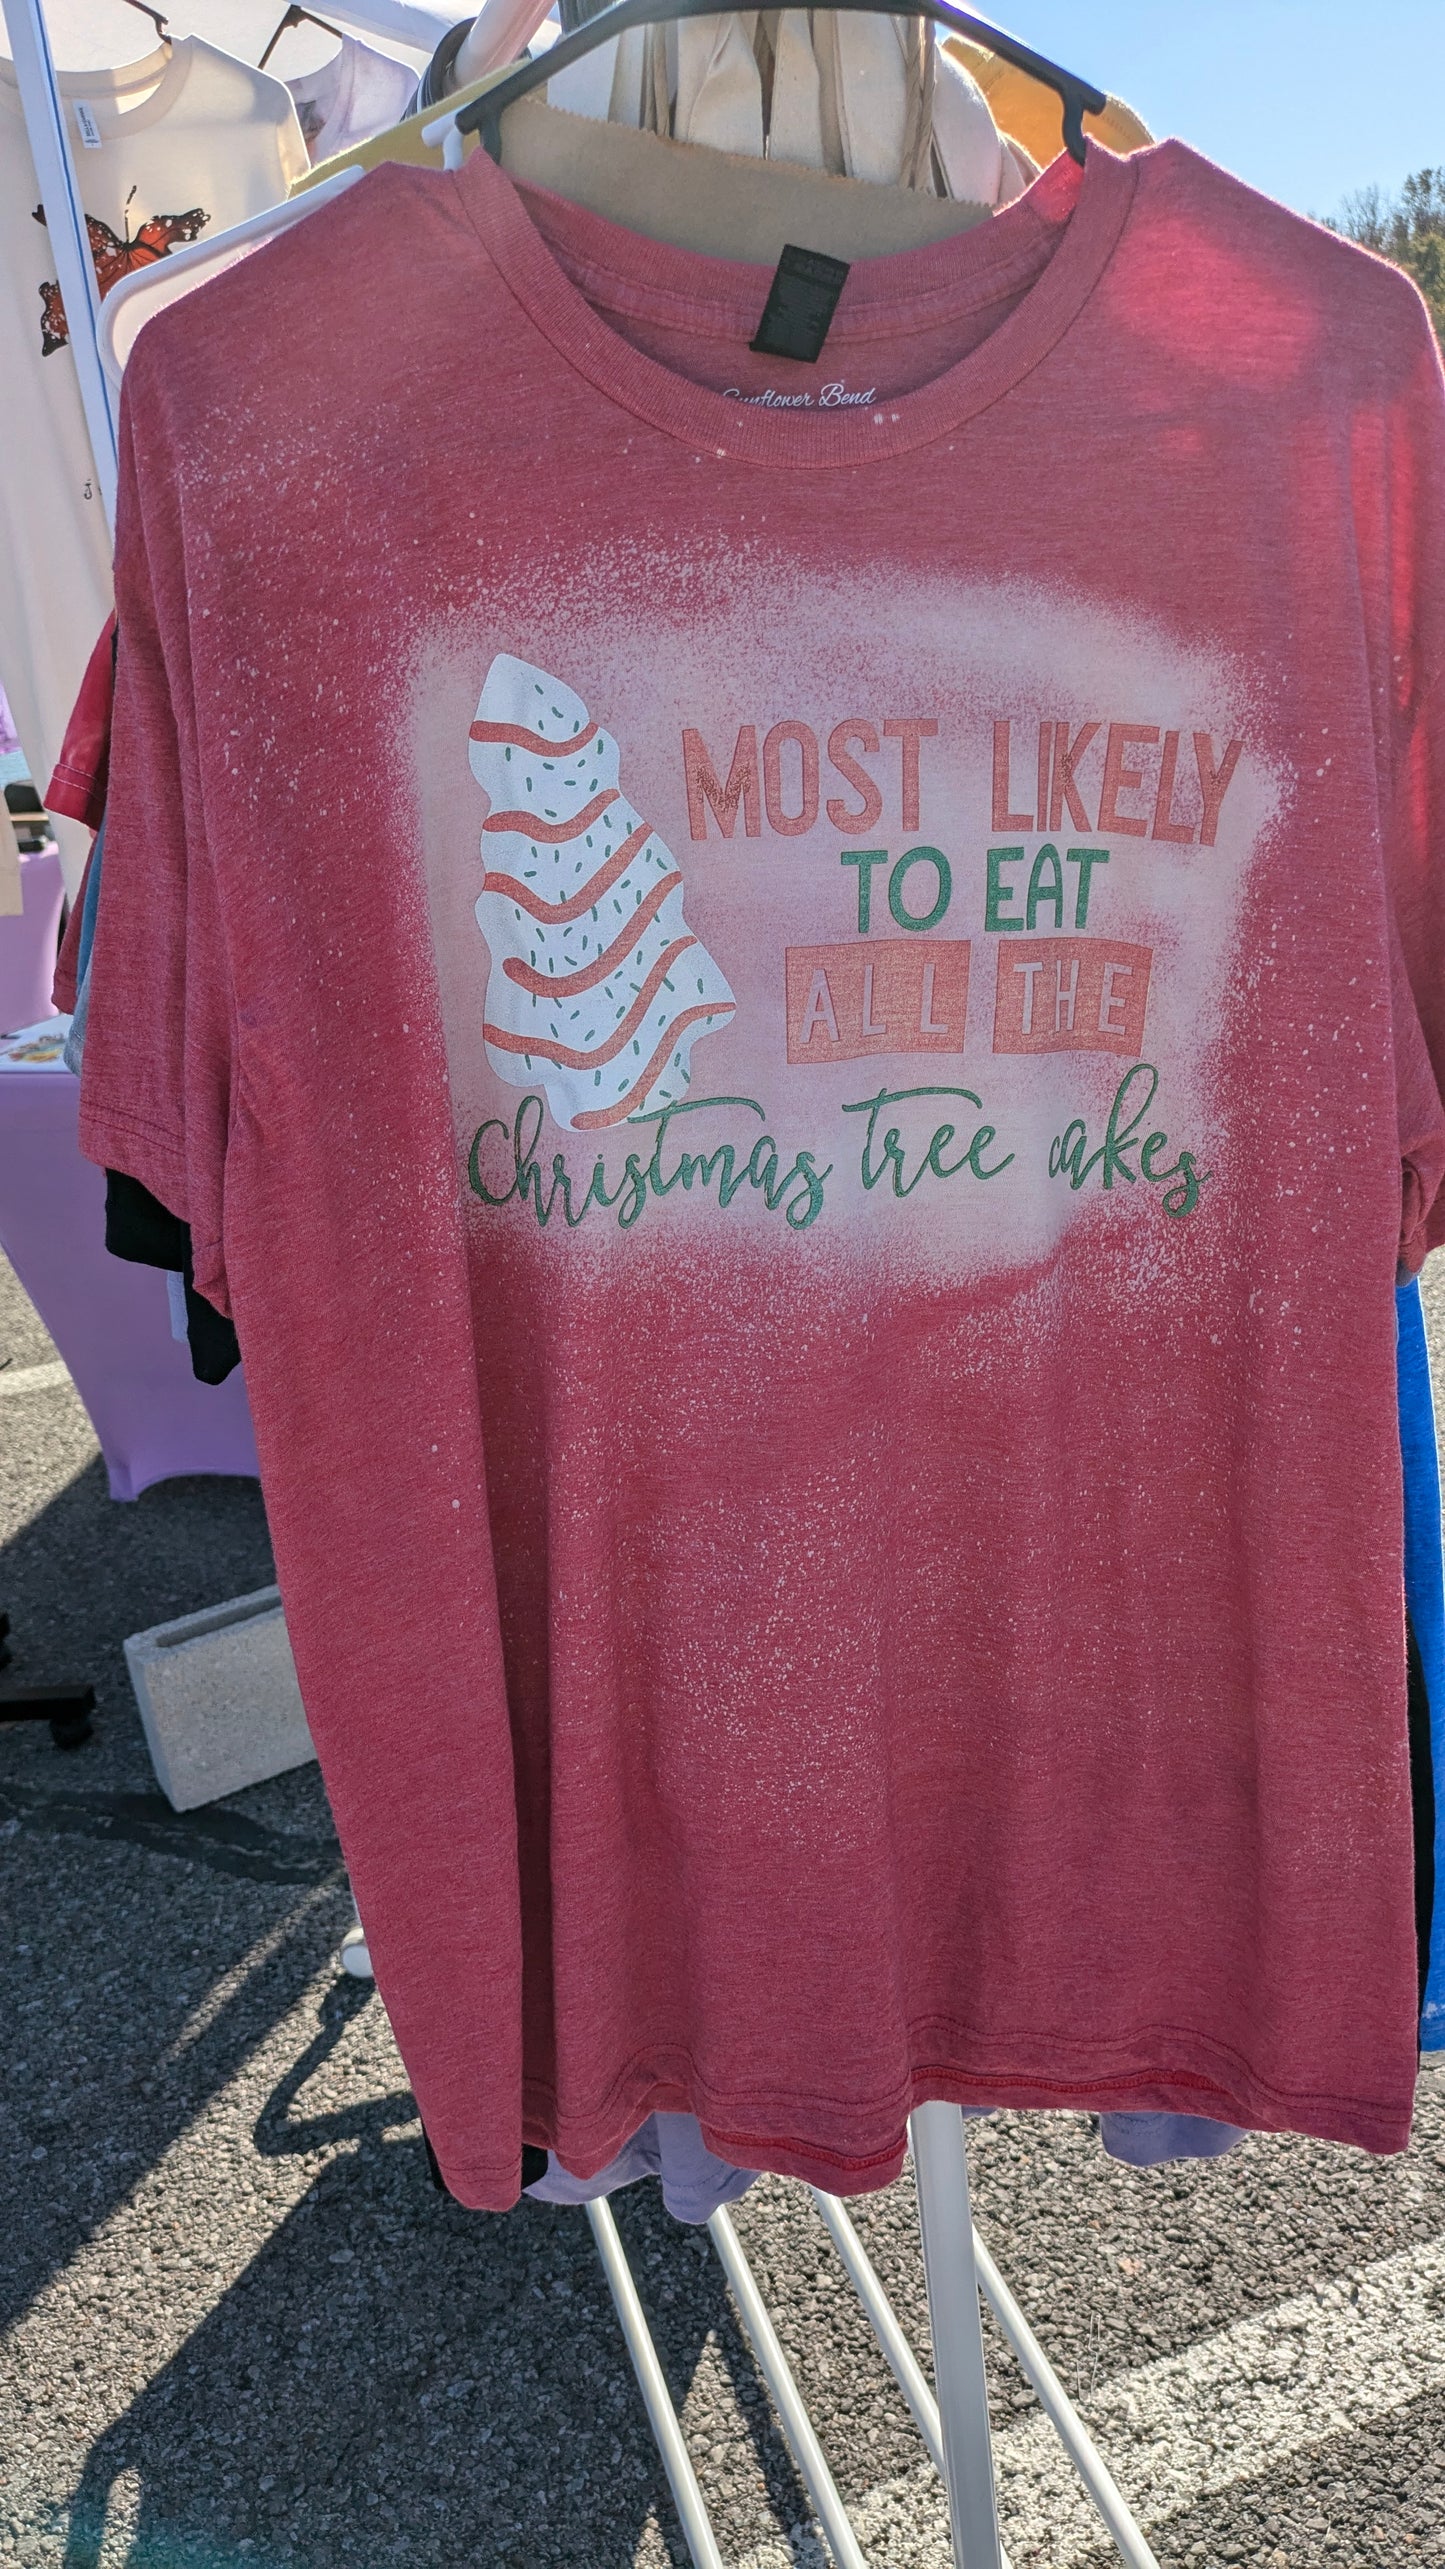 Sunflower Bend
MOST LIKELY
TO EAT
ALL THE
Christmas tree cakes